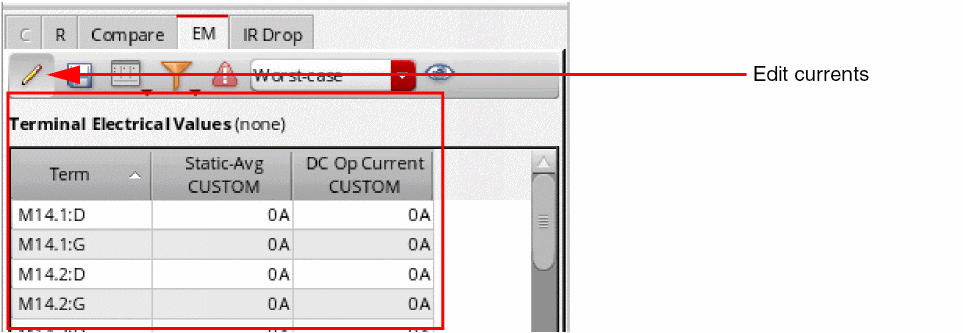 C R Compare EM IR Drop
Worst-case
Edit currents
Terminal Electrical Values (none)
Term Static-Avg CUSTOM DC Op Current CUSTOM
M14.1:D 0A 0A
M14.1:G 0A 0A
M14.2:D 0A 0A
M14.2:G 0A 0A